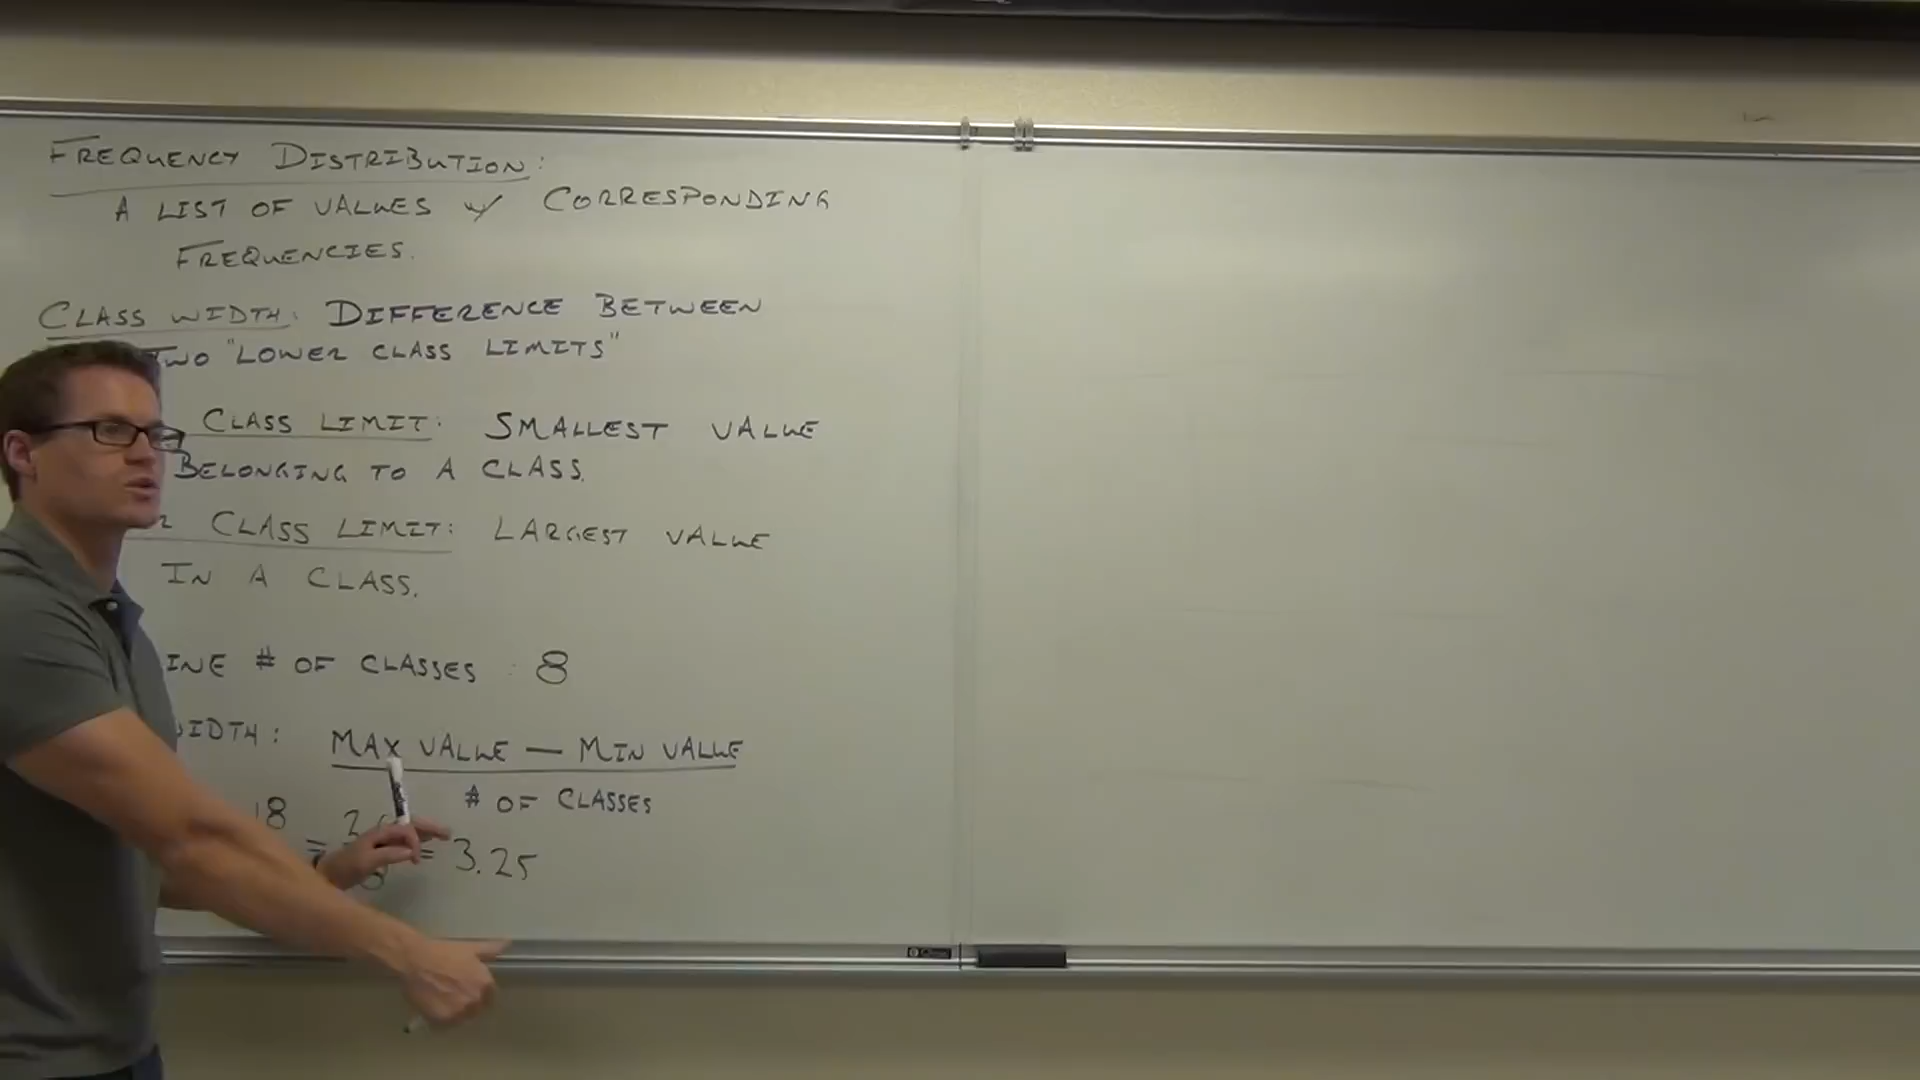 FREQUENCY DISTRIBUTION:
A LIST OF VALUES w/ CORRESPONDING
FREQUENCIES.
CLASS WIDTH: DIFFERENCE BETWEEN
TWO "LOWER CLASS LIMITS"
CLASS LIMIT: SMALLEST VALUE
BELONGING TO A CLASS.
CLASS LIMIT: LARGEST VALUE
IN A CLASS.
# OF CLASSES : 8
WIDTH: MAX VALUE — MIN VALUE
# OF CLASSES
18
= = 3.25